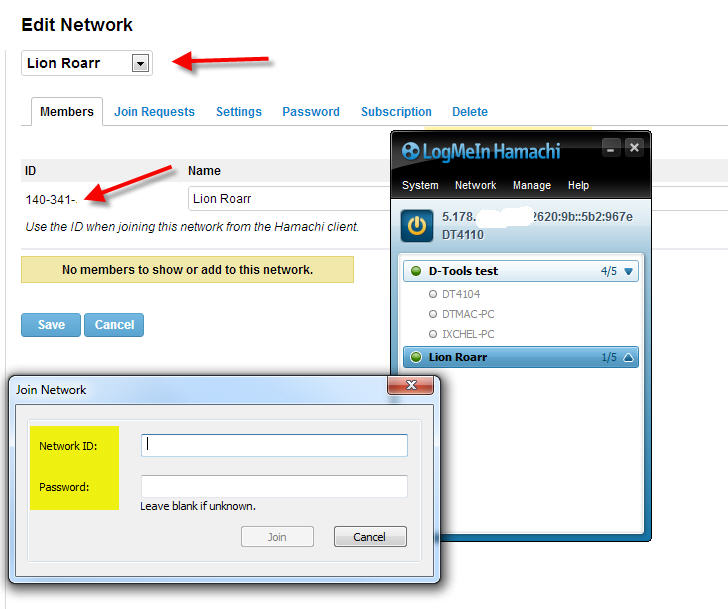 Edit Network
Lion Roarr
Members Join Requests Settings Password Subscription Delete
ID Name
140-341- Lion Roarr
Use the ID when joining this network from the Hamachi client.
No members to show or add to this network.
Save Cancel
LogMeIn Hamachi
System Network Manage Help
5.178. 2620:9b::5b2:967e
DT4110
D-Tools test 4/5
DT4104
DTMAC-PC
IXCHEL-PC
Lion Roarr 1/5
Join Network
Network ID:
Password:
Leave blank if unknown.
Join Cancel